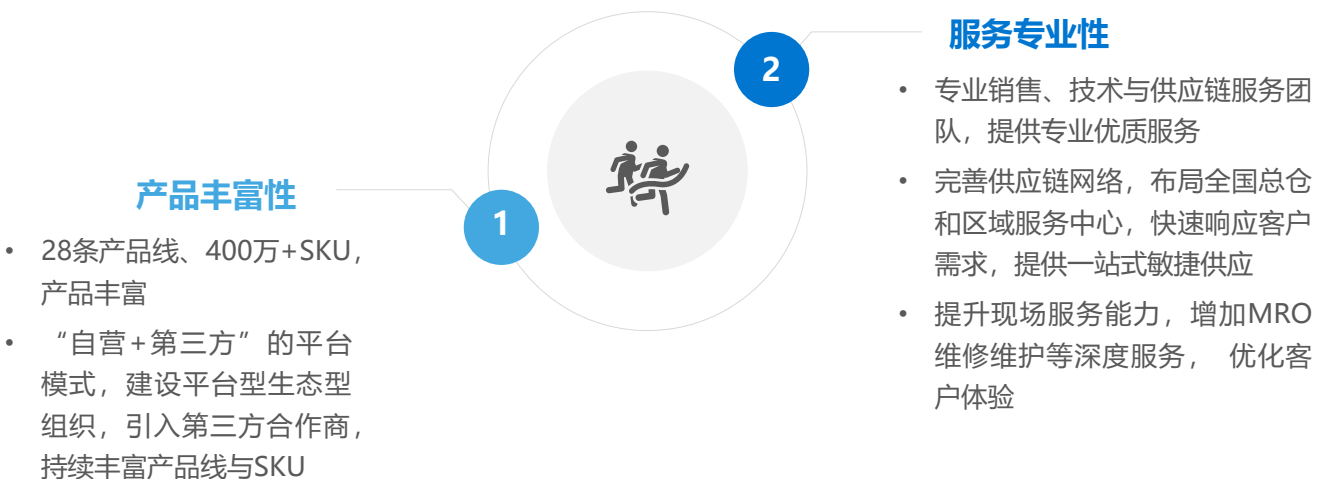 产品丰富性
1
• 28条产品线、400万+SKU，
产品丰富
• “自营+第三方”的平台
模式，建设平台型生态型
组织，引入第三方合作商，
持续丰富产品线与SKU
2
服务专业性
• 专业销售、技术与供应链服务团
队，提供专业优质服务
• 完善供应链网络，布局全国总仓
和区域服务中心，快速响应客户
需求，提供一站式敏捷供应
• 提升现场服务能力，增加MRO
维修维护等深度服务， 优化客
户体验